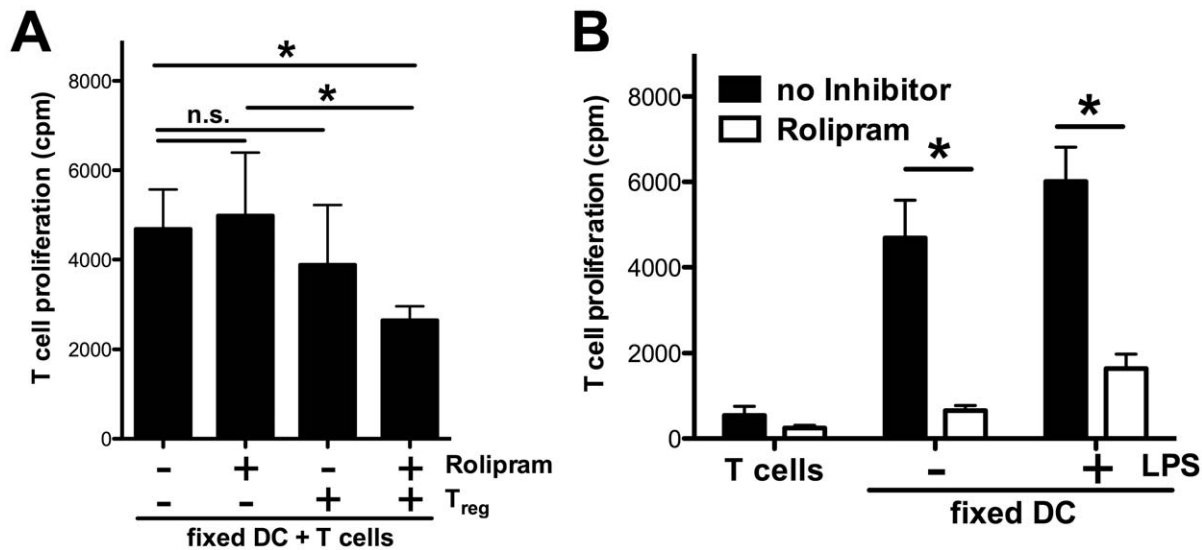 A
T cell proliferation (cpm)
8000
6000
4000
2000
0
*
*
n.s.
- + - + Rolipram
- - + + Treg
fixed DC + T cells
B
T cell proliferation (cpm)
8000
6000
4000
2000
0
no Inhibitor
Rolipram
*
*
T cells - + LPS
fixed DC